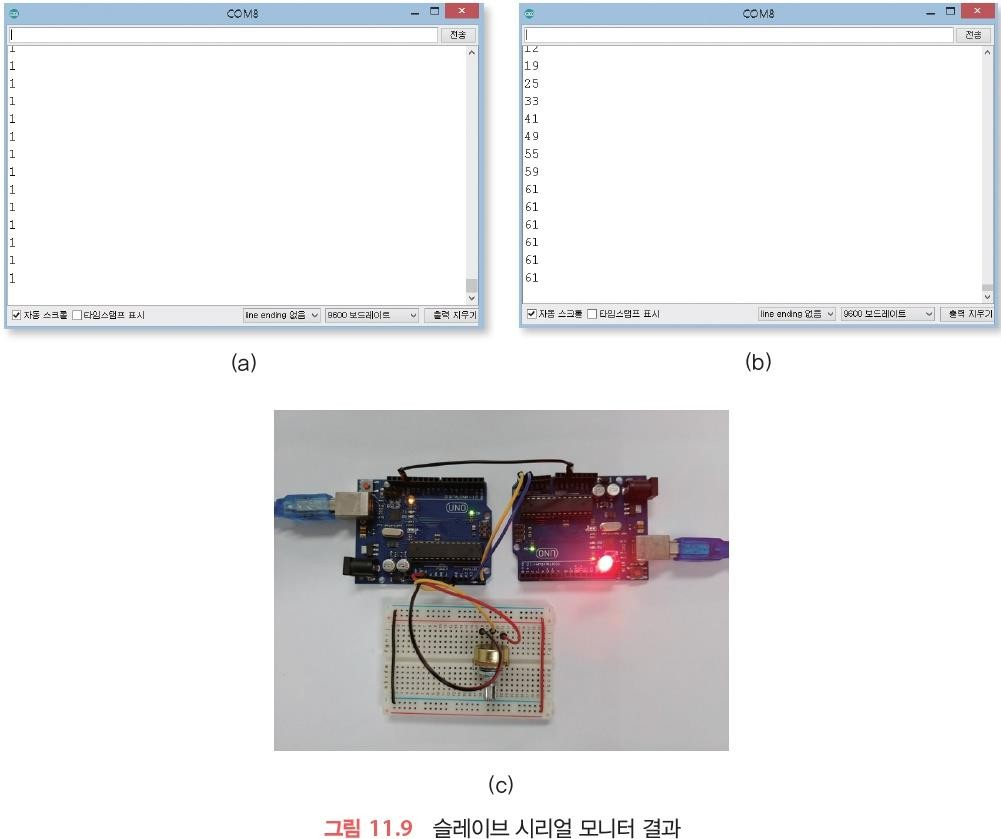 COM8
전송
1
1
1
1
1
1
1
1
1
1
1
1
1
1
자동 스크롤 타임스탬프 표시 line ending 없음 9600 보드레이트 출력 지우기
(a)
COM8
전송
12
19
25
33
41
49
55
59
61
61
61
61
61
61
자동 스크롤 타임스탬프 표시 line ending 없음 9600 보드레이트 출력 지우기
(b)
UNO
UNO
(c)
그림 11.9 슬레이브 시리얼 모니터 결과